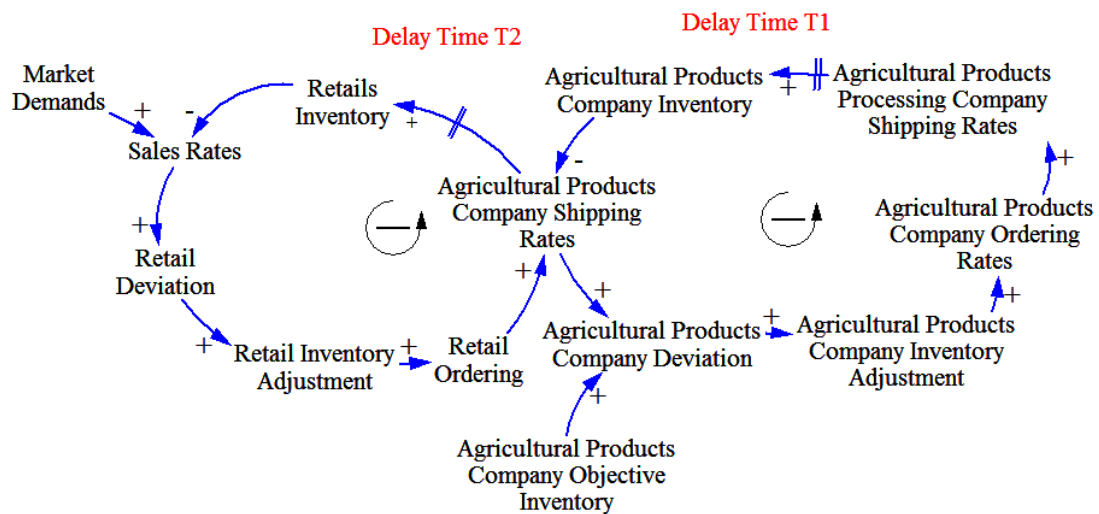 Delay Time T2
Delay Time T1
Market
Demands
+
-
Sales Rates
Retails
Inventory
+
Agricultural Products
Company Inventory
+
Agricultural Products
Processing Company
Shipping Rates
-
+
Agricultural Products
Company Shipping
Rates
Agricultural Products
Company Ordering
Rates
+
Retail
Deviation
+
+
+
+
Retail Inventory
Adjustment
+
Retail
Ordering
Agricultural Products
Company Deviation
+
Agricultural Products
Company Inventory
Adjustment
+
Agricultural Products
Company Objective
Inventory